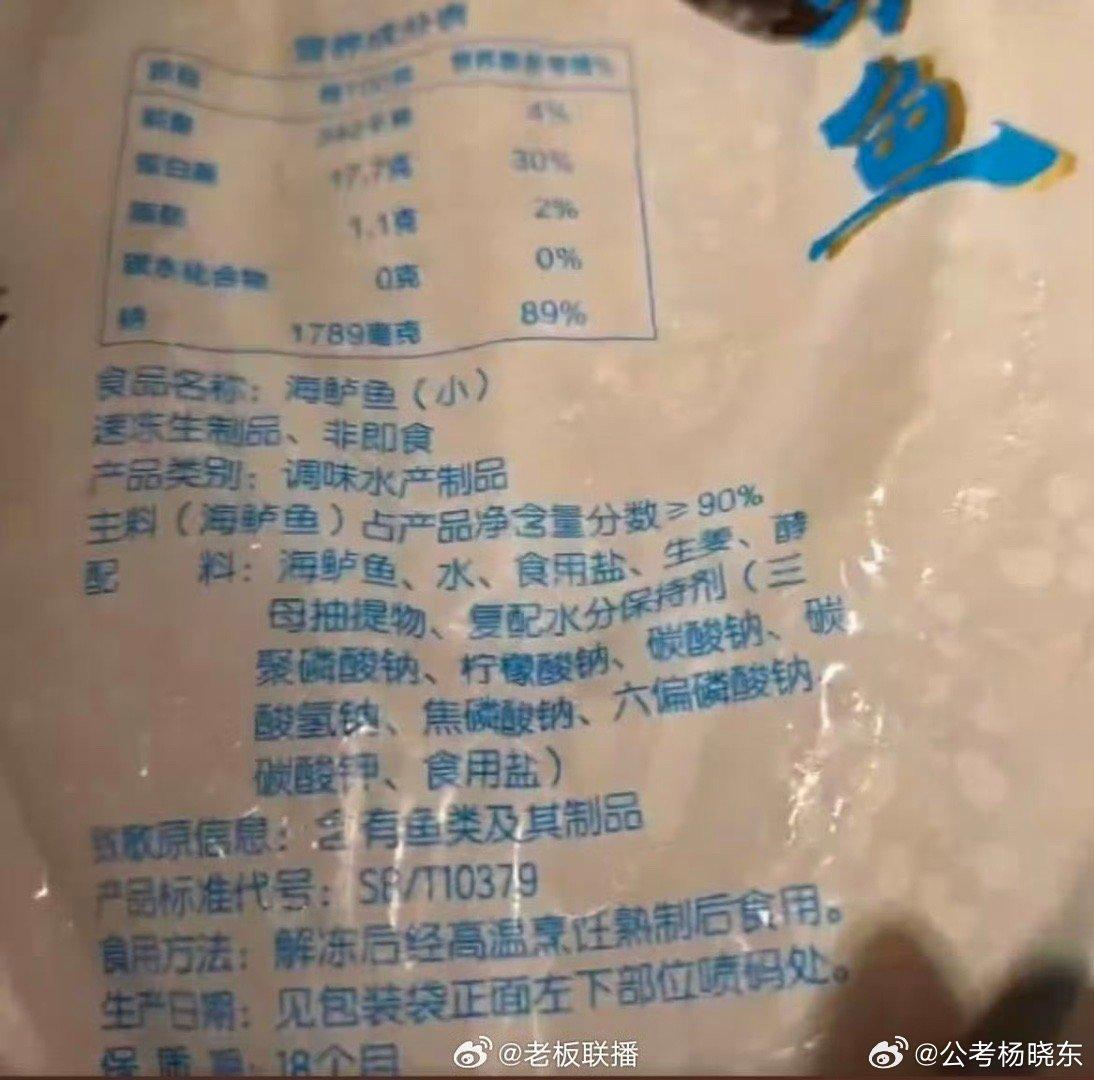 鱼
营养成分表
项目 每100克 营养素参考值%
能量 4%
蛋白质 17.7克 30%
脂肪 1.1克 2%
碳水化合物 0克 0%
钠 1789毫克 89%
食品名称：海鲈鱼（小）
速冻生制品、非即食
产品类别：调味水产制品
主料（海鲈鱼）占产品净含量分数≥90%
配 料：海鲈鱼、水、食用盐、生姜、酵
母抽提物、复配水分保持剂（三
聚磷酸钠、柠檬酸钠、碳酸钠、碳
酸氢钠、焦磷酸钠、六偏磷酸钠、
碳酸钾、食用盐）
致敏原信息：含有鱼类及其制品
产品标准代号：SB/T10379
食用方法：解冻后经高温烹饪熟制后食用。
生产日期：见包装袋正面左下部位喷码处。
保 质 期：18个月
@老板联播
@公考杨晓东